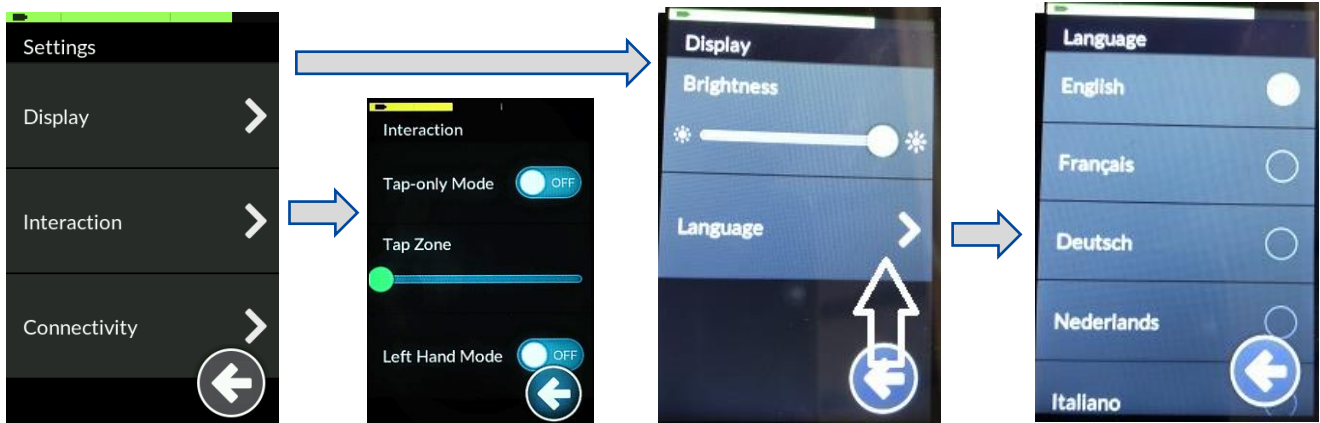 Settings
Display
Interaction
Connectivity
Interaction
Tap-only Mode
OFF
Tap Zone
Left Hand Mode
OFF
Display
Brightness
Language
Language
English
Français
Deutsch
Nederlands
Italiano